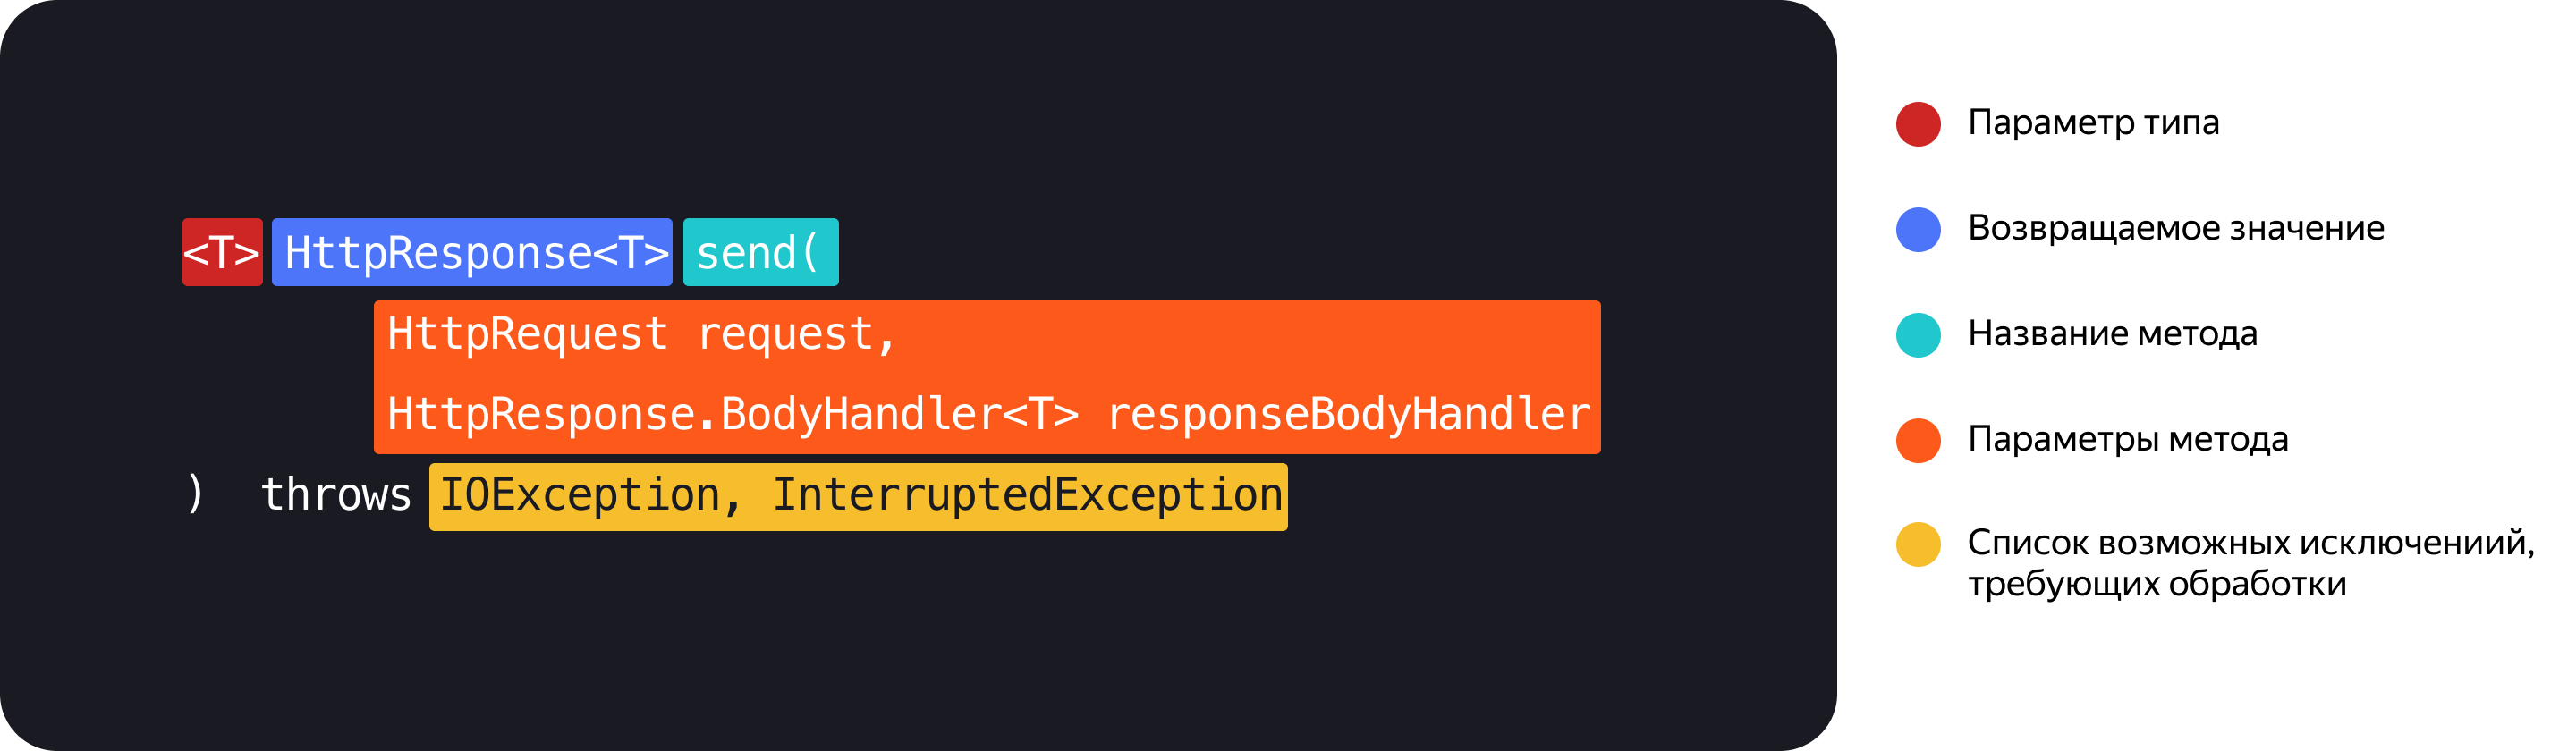 <T> HttpResponse<T> send(
HttpRequest request,
HttpResponse.BodyHandler<T> responseBodyHandler
) throws IOException, InterruptedException
Параметр типа
Возвращаемое значение
Название метода
Параметры метода
Список возможных исключениий,
требующих обработки